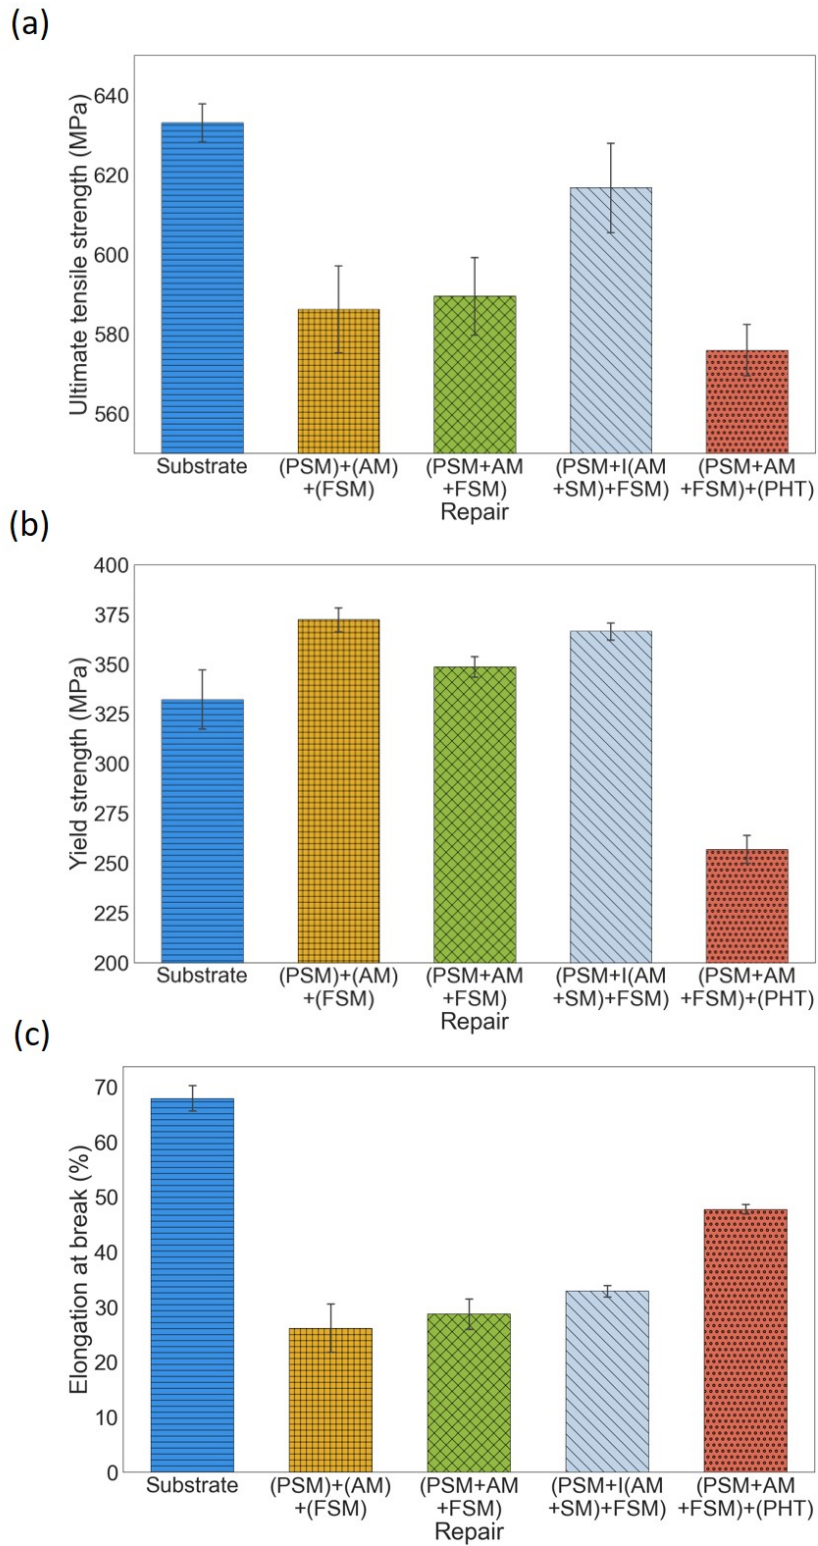 (a)
Ultimate tensile strength (MPa)
640
620
600
580
560
Substrate
(PSM)+(AM)
+(FSM)
(PSM+AM
+FSM)
(PSM+I(AM
+SM)+FSM)
(PSM+AM
+FSM)+(PHT)
Repair
(b)
Yield strength (MPa)
400
375
350
325
300
275
250
225
200
Substrate
(PSM)+(AM)
+(FSM)
(PSM+AM
+FSM)
(PSM+I(AM
+SM)+FSM)
(PSM+AM
+FSM)+(PHT)
Repair
(c)
Elongation at break (%)
70
60
50
40
30
20
10
0
Substrate
(PSM)+(AM)
+(FSM)
(PSM+AM
+FSM)
(PSM+I(AM
+SM)+FSM)
(PSM+AM
+FSM)+(PHT)
Repair